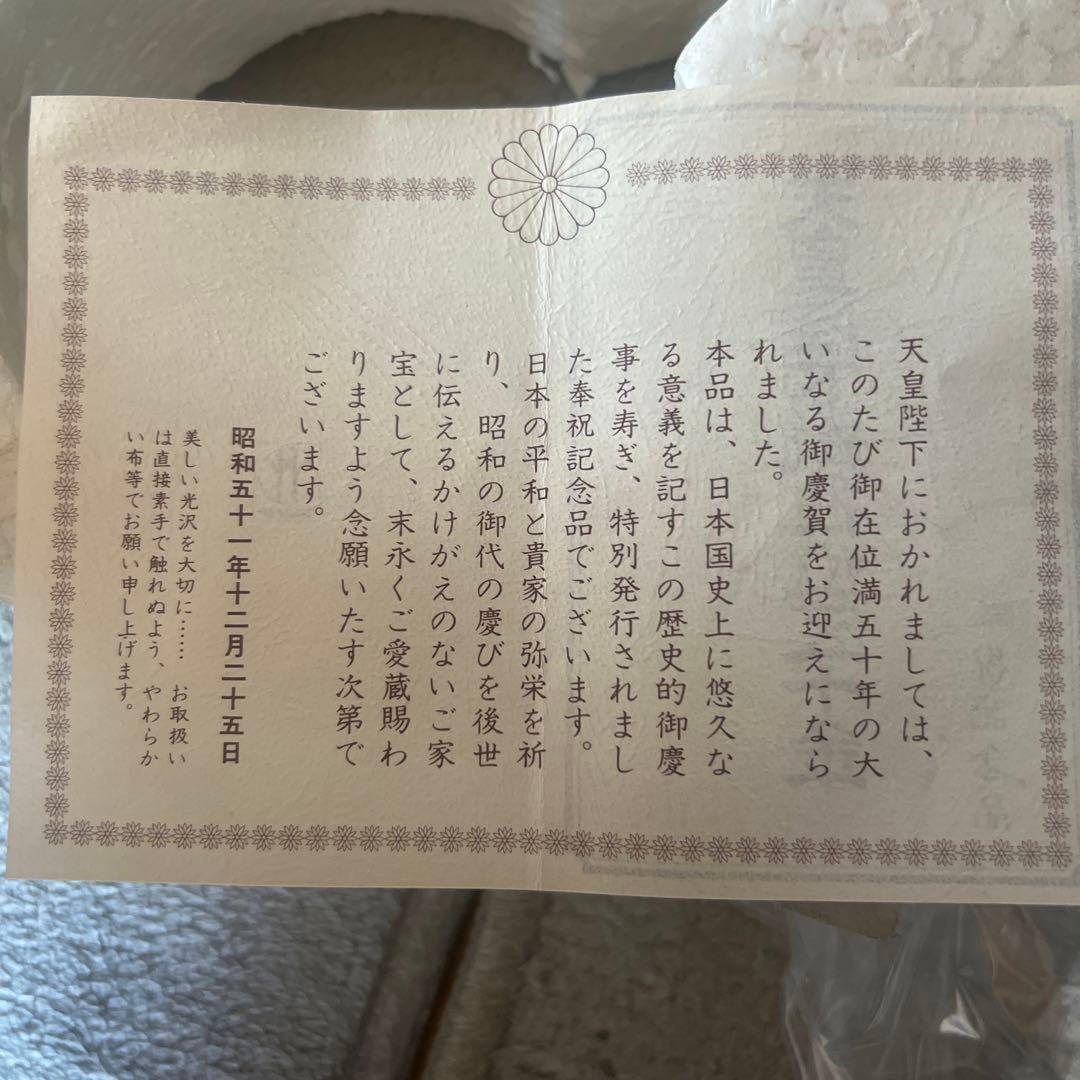 天皇陛下におかれましては、
このたび御在位満五十年の大
いなる御慶賀をお迎えになら
れました。
本品は、日本国史上に悠久な
る意義を記すこの歴史的御慶
事を寿ぎ、特別発行されまし
た奉祝記念品でございます。
日本の平和と貴家の弥栄を祈
り、昭和の御代の慶びを後世
に伝えるかけがえのないご家
宝として、末永くご愛蔵賜わ
りますよう念願いたす次第で
ございます。
昭和五十一年十二月二十五日
美しい光沢を大切に…… お取扱い
は直接素手で触れぬよう、やわらか
い布等でお願い申し上げます。